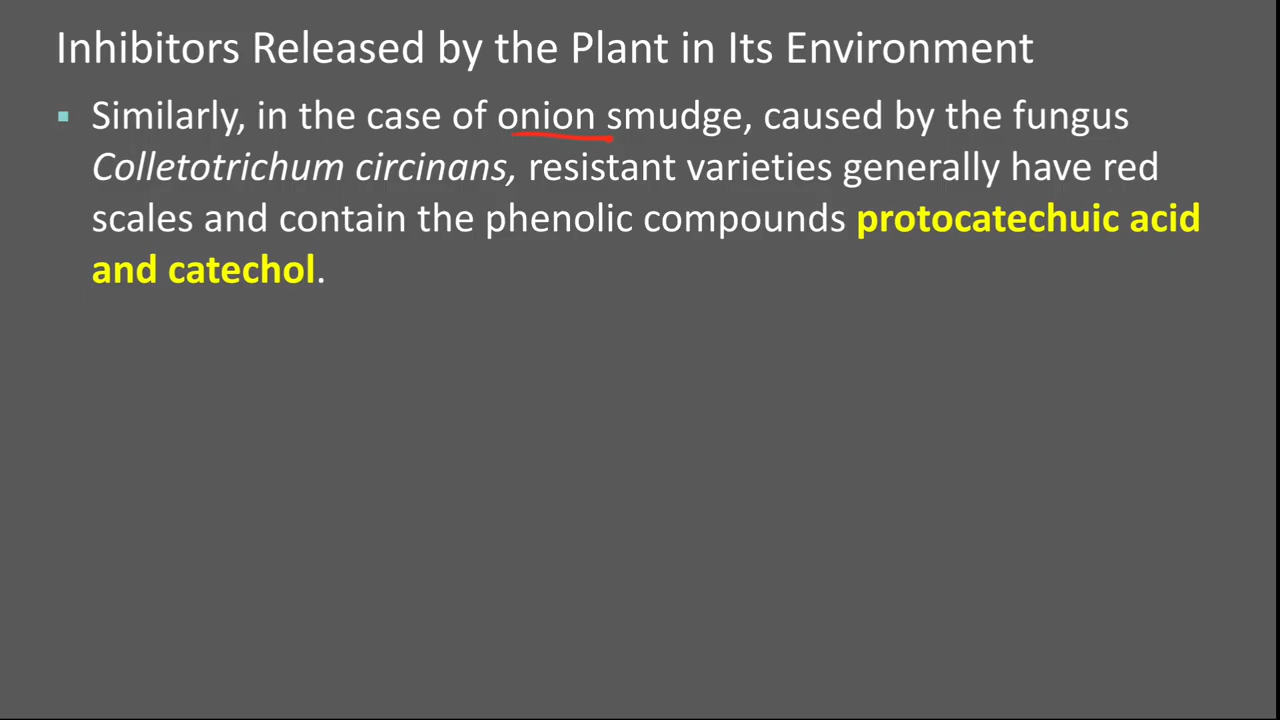 Inhibitors Released by the Plant in Its Environment
▪ Similarly, in the case of onion smudge, caused by the fungus
Colletotrichum circinans, resistant varieties generally have red
scales and contain the phenolic compounds protocatechuic acid
and catechol.